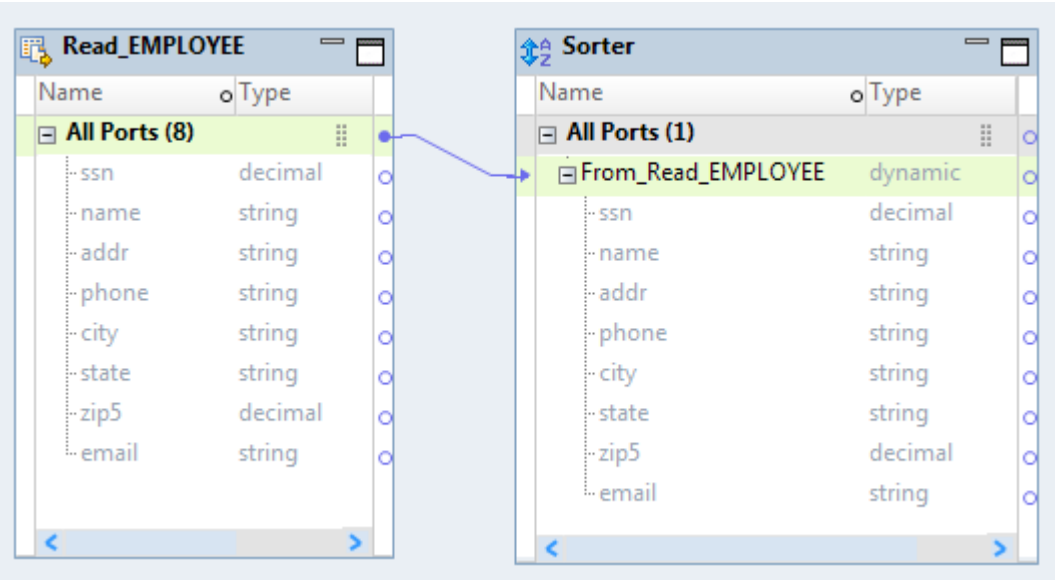 Read_EMPLOYEE
Name Type
All Ports (8)
ssn decimal
name string
addr string
phone string
city string
state string
zip5 decimal
email string
Sorter
Name Type
All Ports (1)
From_Read_EMPLOYEE dynamic
ssn decimal
name string
addr string
phone string
city string
state string
zip5 decimal
email string